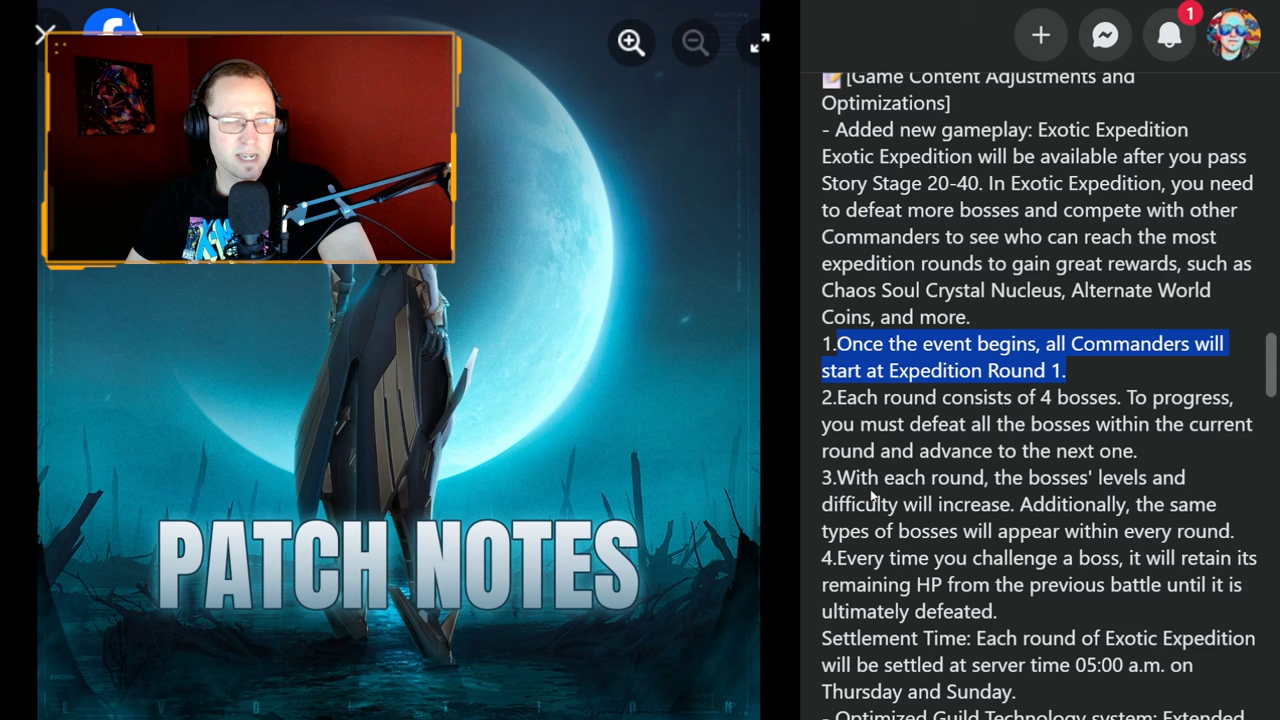 1
[Game Content Adjustments and
Optimizations]
- Added new gameplay: Exotic Expedition
Exotic Expedition will be available after you pass
Story Stage 20-40. In Exotic Expedition, you need
to defeat more bosses and compete with other
Commanders to see who can reach the most
expedition rounds to gain great rewards, such as
Chaos Soul Crystal Nucleus, Alternate World
Coins, and more.
1.Once the event begins, all Commanders will
start at Expedition Round 1.
2.Each round consists of 4 bosses. To progress,
you must defeat all the bosses within the current
round and advance to the next one.
3.With each round, the bosses' levels and
difficulty will increase. Additionally, the same
types of bosses will appear within every round.
4.Every time you challenge a boss, it will retain its
remaining HP from the previous battle until it is
ultimately defeated.
Settlement Time: Each round of Exotic Expedition
will be settled at server time 05:00 a.m. on
Thursday and Sunday.
- Optimized Guild Technology system: Extended
PATCH NOTES